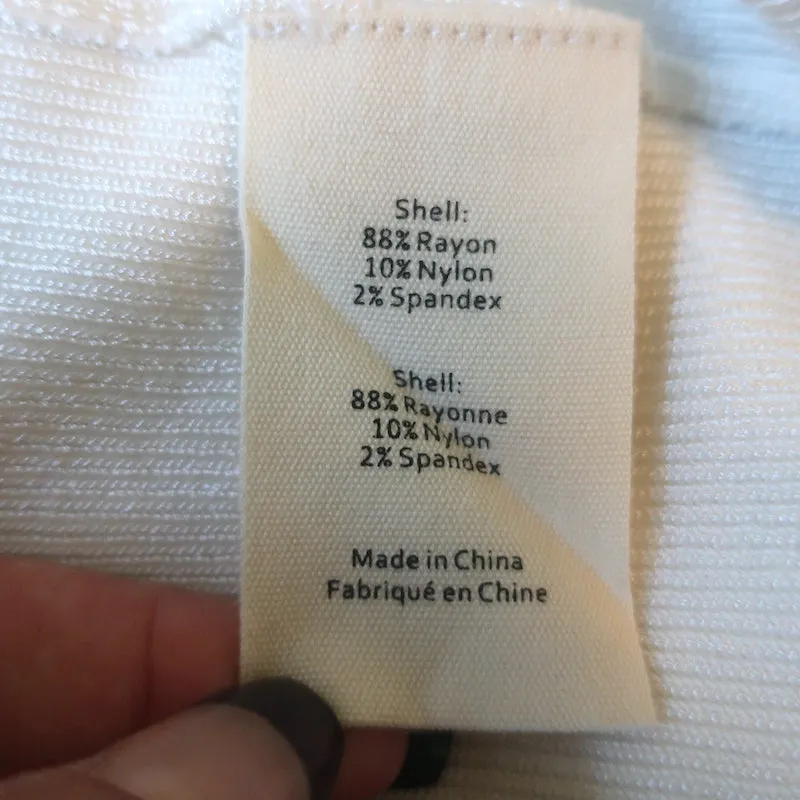 Shell:
88% Rayon
10% Nylon
2% Spandex
Shell:
88% Rayonne
10% Nylon
2% Spandex
Made in China
Fabriqué en Chine